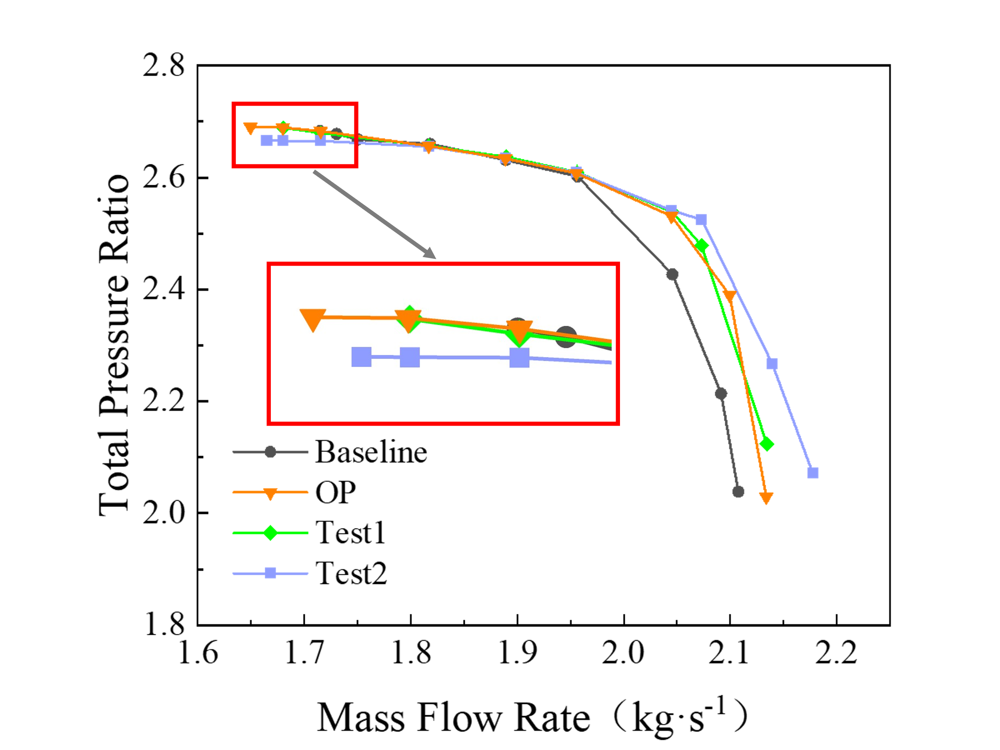 2.8
2.6
2.4
2.2
2.0
1.8
Total Pressure Ratio
Baseline
OP
Test1
Test2
1.6 1.7 1.8 1.9 2.0 2.1 2.2
Mass Flow Rate（kg·s⁻¹）